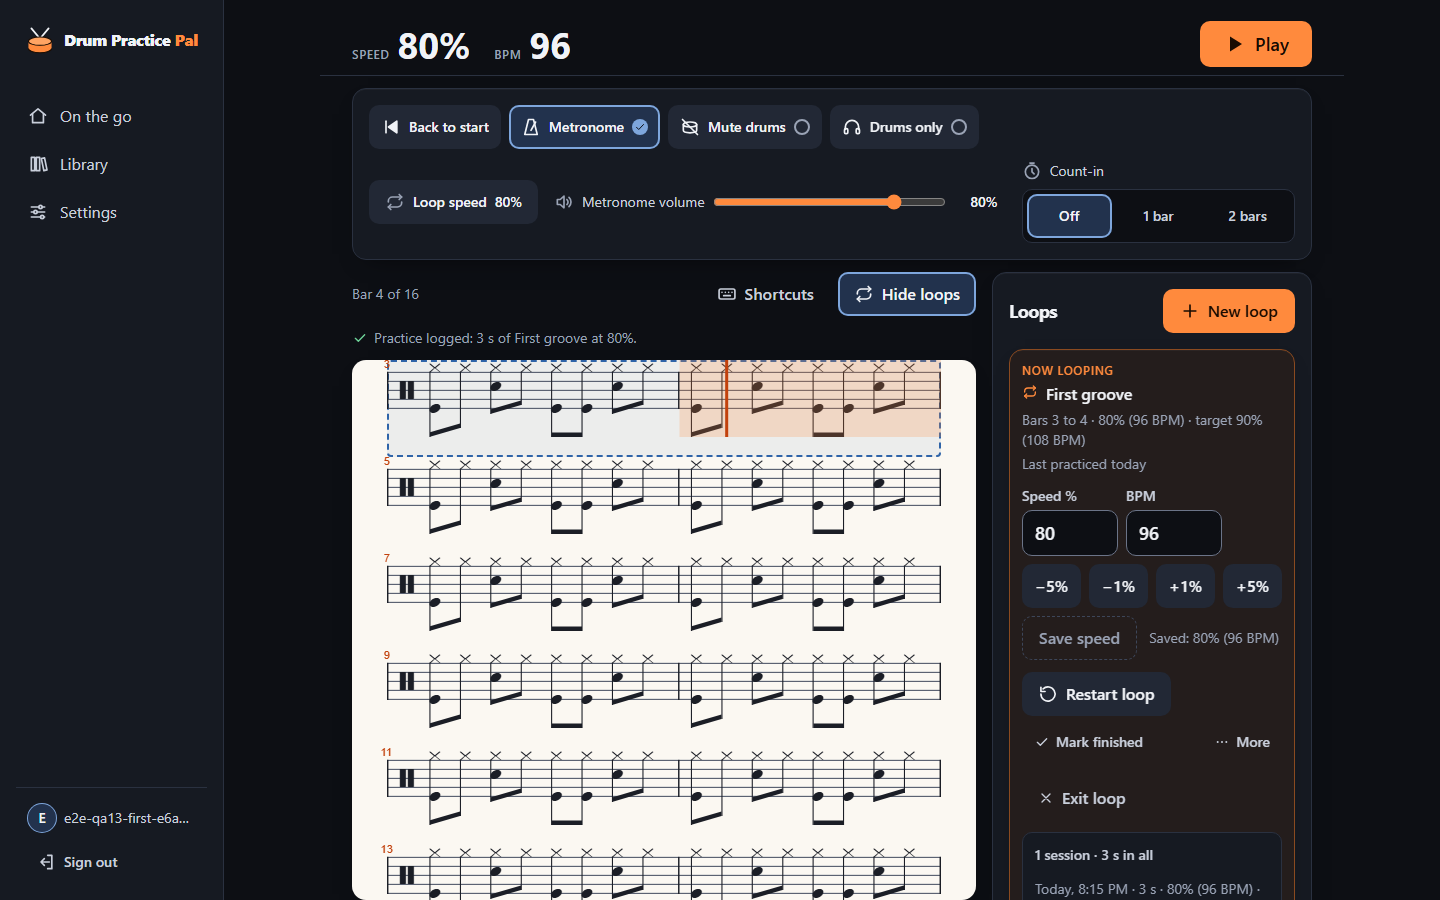 Drum Practice Pal
On the go
Library
Settings
E e2e-qa13-first-e6a...
Sign out
SPEED 80% BPM 96
Play
Back to start
Metronome
Mute drums
Drums only
Loop speed 80%
Metronome volume
80%
Count-in
Off
1 bar
2 bars
Bar 4 of 16
Shortcuts
Hide loops
Practice logged: 3 s of First groove at 80%.
3
5
7
9
11
13
Loops
New loop
NOW LOOPING
First groove
Bars 3 to 4 · 80% (96 BPM) · target 90%
(108 BPM)
Last practiced today
Speed % BPM
80 96
−5% −1% +1% +5%
Save speed Saved: 80% (96 BPM)
Restart loop
Mark finished
··· More
Exit loop
1 session · 3 s in all
Today, 8:15 PM · 3 s · 80% (96 BPM) ·